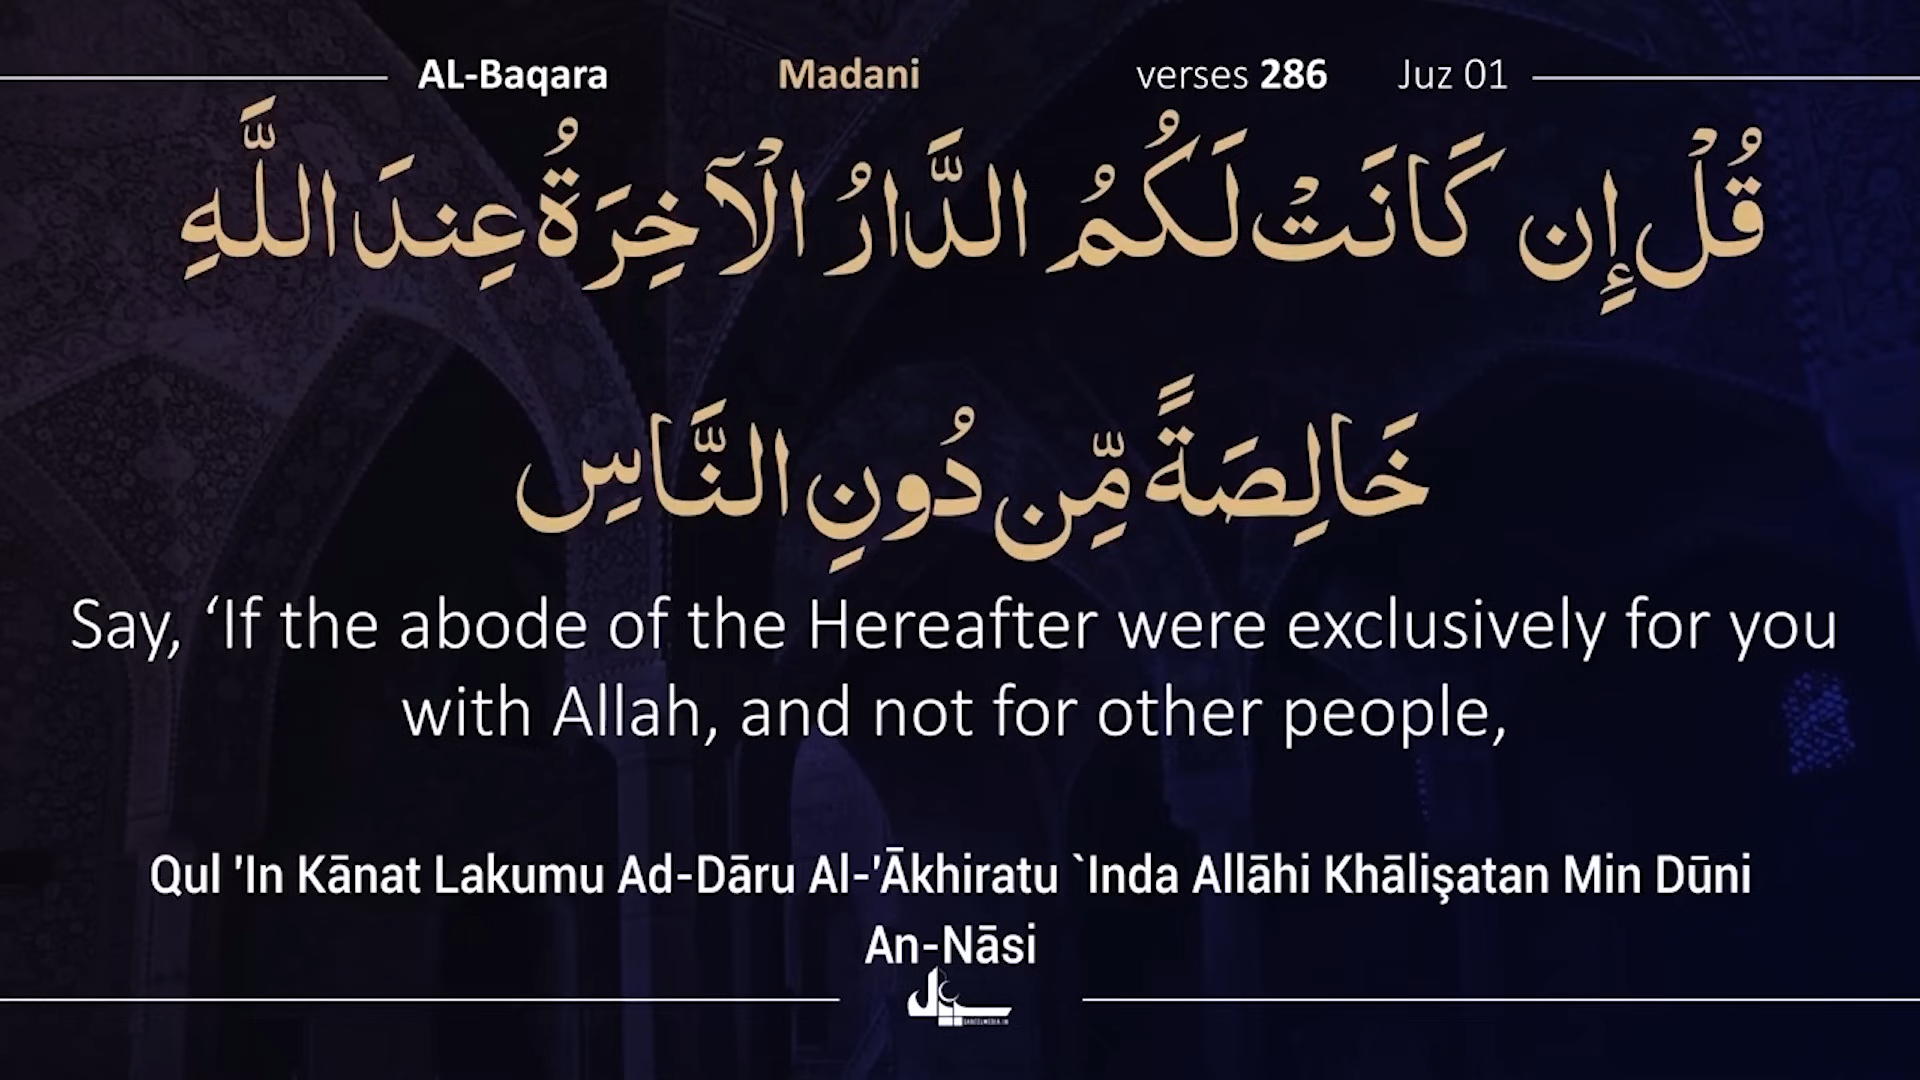 AL-Baqara Madani verses 286 Juz 01
قُلْ إِن كَانَتْ لَكُمُ الدَّارُ الْآخِرَةُ عِندَ اللَّهِ
خَالِصَةً مِّن دُونِ النَّاسِ
Say, ‘If the abode of the Hereafter were exclusively for you
with Allah, and not for other people,
Qul 'In Kānat Lakumu Ad-Dāru Al-'Ākhiratu `Inda Allāhi Khālişatan Min Dūni
An-Nāsi